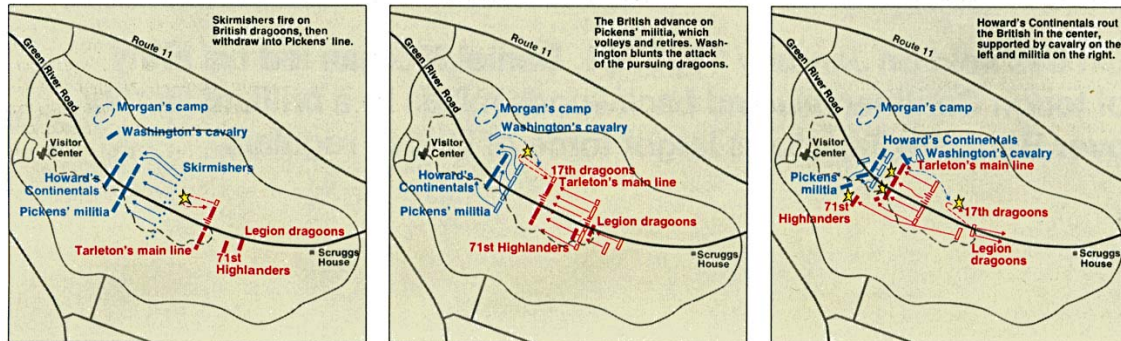 Skirmishers fire on
British dragoons, then
withdraw into Pickens' line.
Route 11
Green River Road
Morgan's camp
Washington's cavalry
Visitor
Center
Skirmishers
Howard's
Continentals
Pickens' militia
Legion dragoons
Tarleton's main line
71st
Highlanders
Scruggs
House
The British advance on
Pickens' militia, which
volleys and retires. Wash-
ington blunts the attack
of the pursuing dragoons.
Route 11
Green River Road
Morgan's camp
Washington's cavalry
Visitor
Center
17th dragoons
Tarleton's main line
Howard's
Continentals
Pickens' militia
Legion dragoons
71st Highlanders
Scruggs
House
Howard's Continentals rout
the British in the center,
supported by cavalry on the
left and militia on the right.
Route 11
Green River Road
Morgan's camp
Howard's Continentals
Washington's cavalry
Visitor
Center
Tarleton's main line
Pickens'
militia
71st
Highlanders
17th dragoons
Legion
dragoons
Scruggs
House